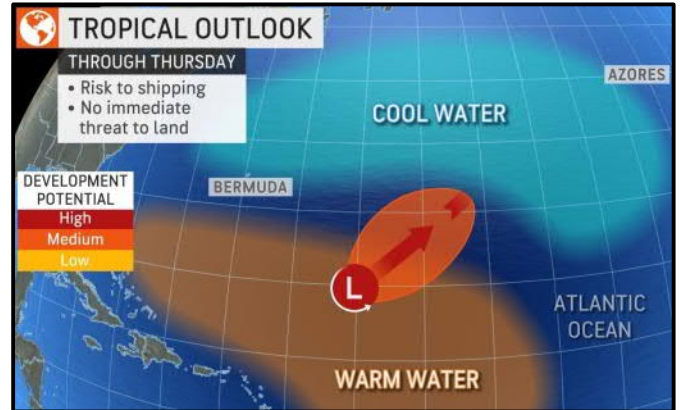 TROPICAL OUTLOOK
THROUGH THURSDAY
• Risk to shipping
• No immediate
threat to land
AZORES
COOL WATER
DEVELOPMENT
POTENTIAL
High
Medium
Low
BERMUDA
L
ATLANTIC
OCEAN
WARM WATER